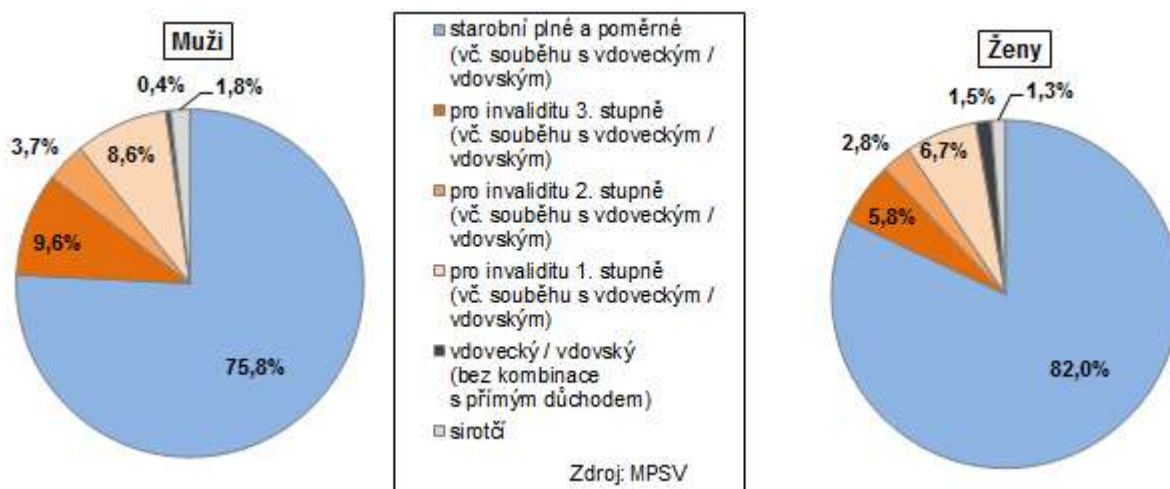 Muži
0,4%
1,8%
3,7%
8,6%
9,6%
75,8%
starobní plné a poměrné
(vč. souběhu s vdoveckým /
vdovským)
pro invaliditu 3. stupně
(vč. souběhu s vdoveckým /
vdovským)
pro invaliditu 2. stupně
(vč. souběhu s vdoveckým /
vdovským)
pro invaliditu 1. stupně
(vč. souběhu s vdoveckým /
vdovským)
vdovecký / vdovský
(bez kombinace
s přímým důchodem)
sirotčí
Zdroj: MPSV
Ženy
1,5%
1,3%
2,8%
6,7%
5,8%
82,0%